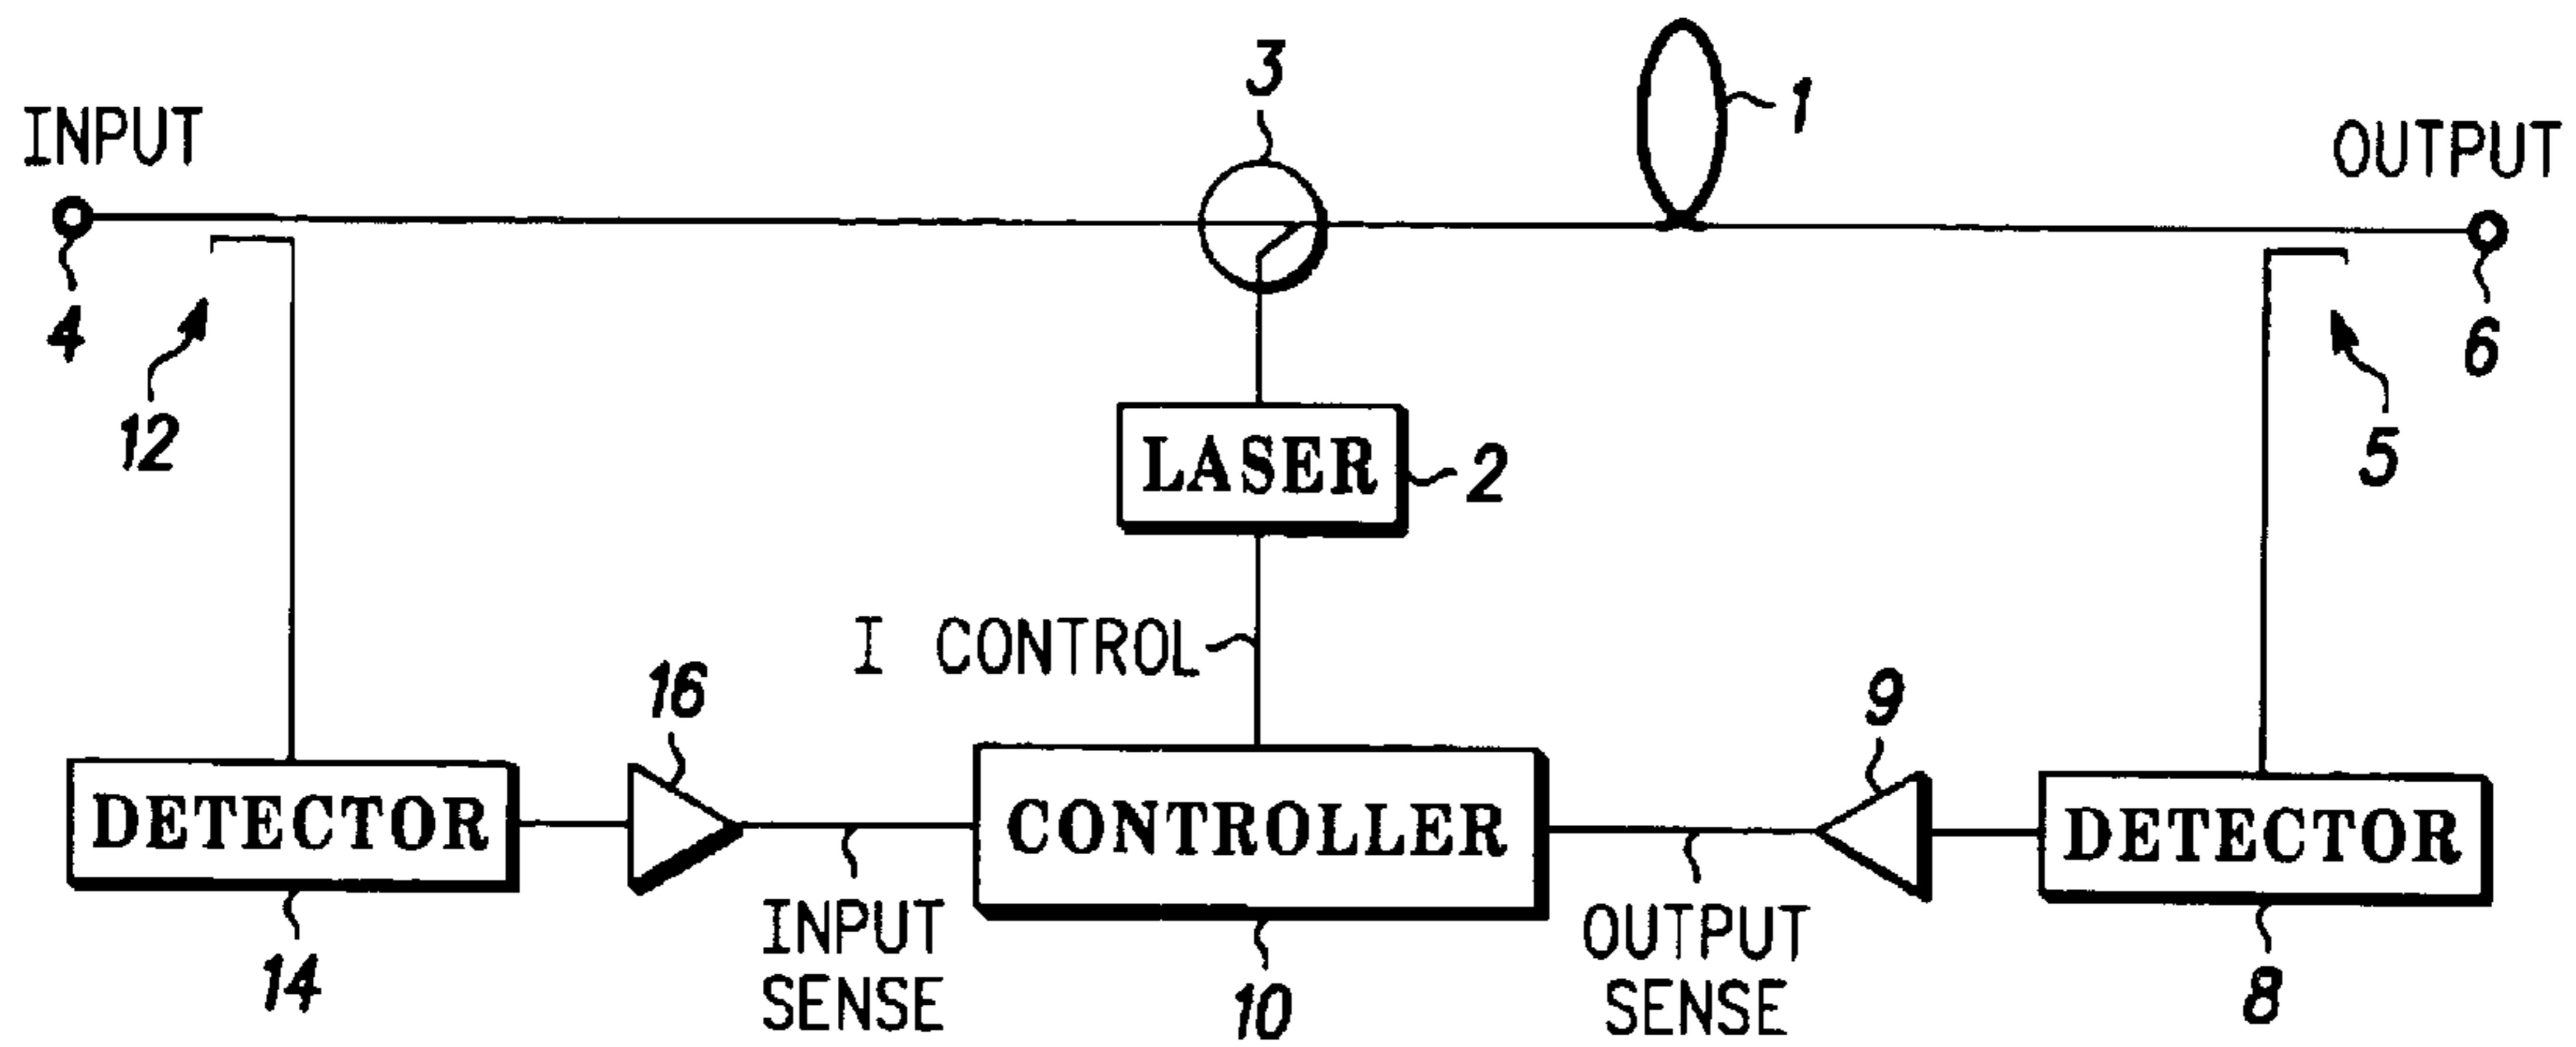 3
1
INPUT
OUTPUT
4
12
6
5
LASER
2
I CONTROL
16
9
DETECTOR
CONTROLLER
DETECTOR
INPUT
SENSE
OUTPUT
SENSE
14
10
8